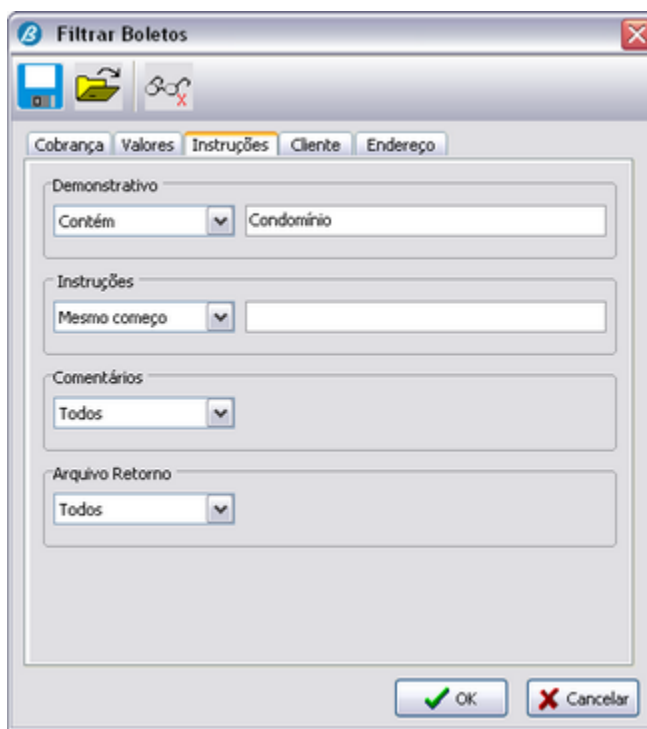 Filtrar Boletos
Cobrança Valores Instruções Cliente Endereço
Demonstrativo
Contém Condomínio
Instruções
Mesmo começo
Comentários
Todos
Arquivo Retorno
Todos
OK Cancelar